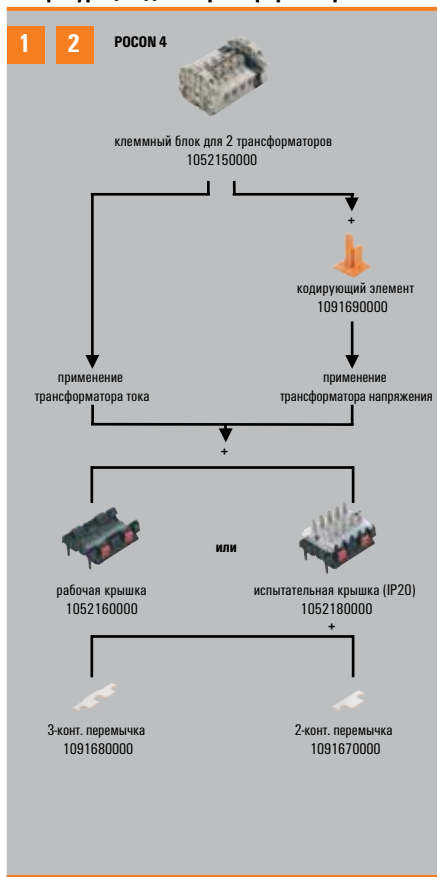 1 2 POCON 4
клеммный блок для 2 трансформаторов
1052150000
+
кодирующий элемент
1091690000
применение
трансформатора тока
применение
трансформатора напряжения
+
или
рабочая крышка
1052160000
испытательная крышка (IP20)
1052180000
+
3-конт. перемычка
1091680000
2-конт. перемычка
1091670000